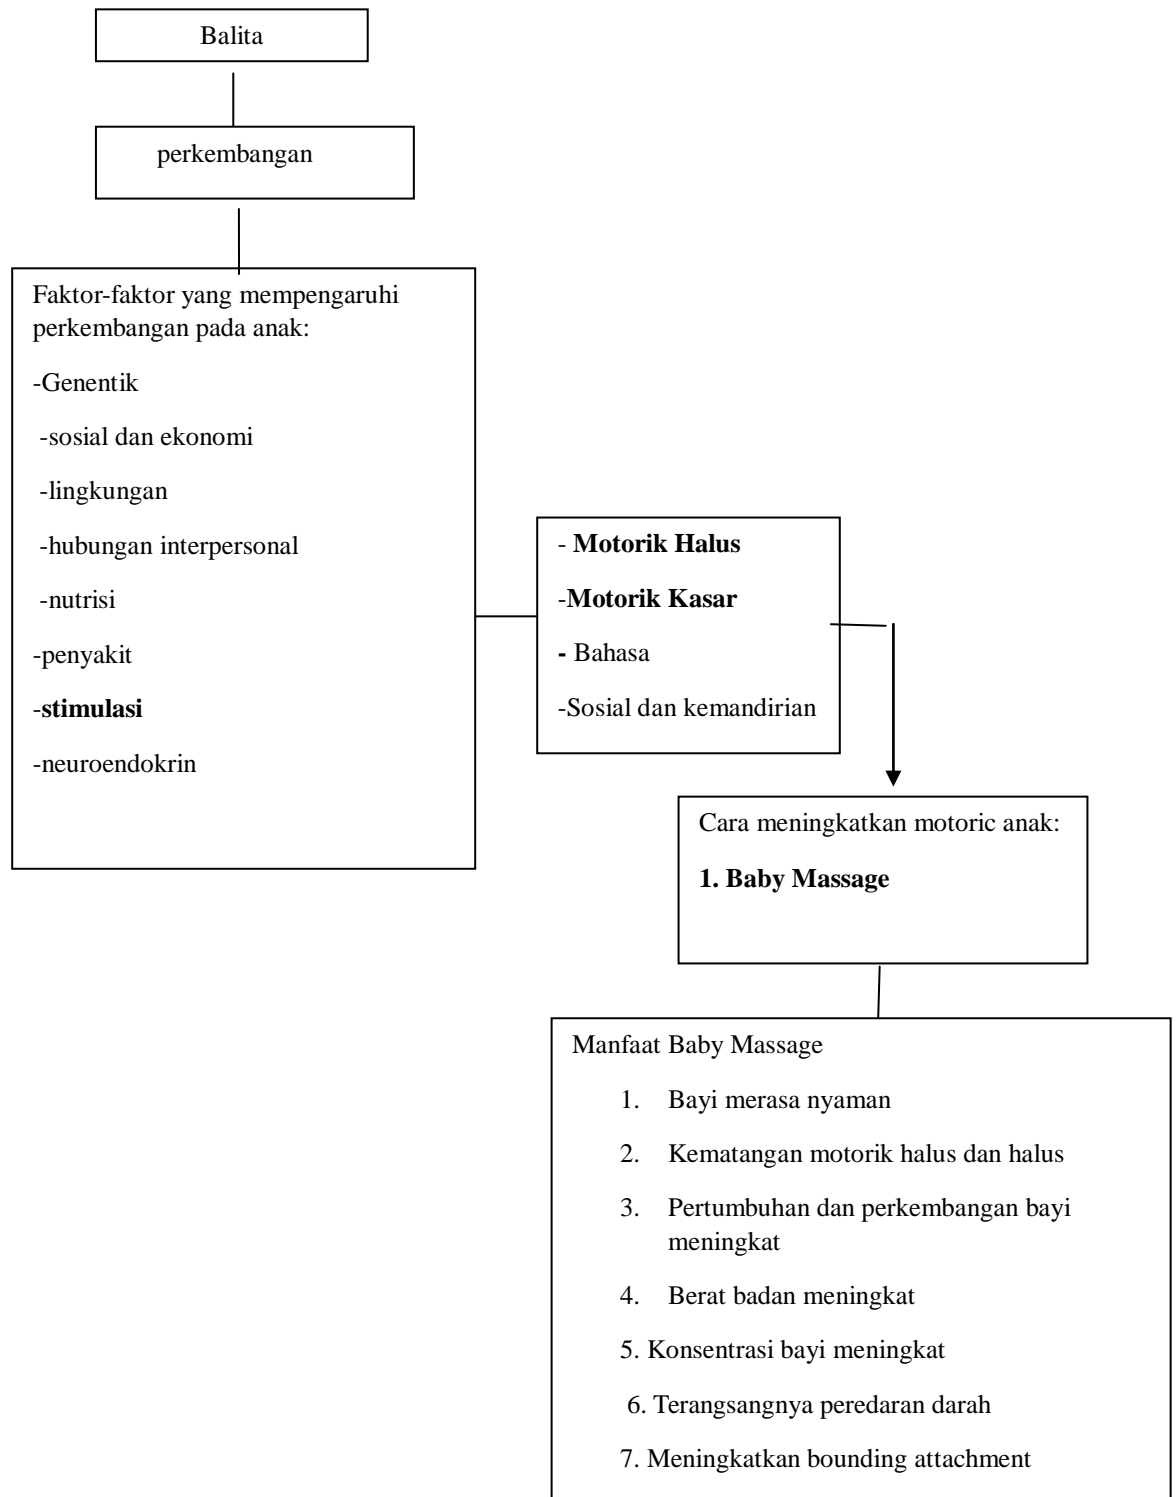 Balita
perkembangan
Faktor-faktor yang mempengaruhi
perkembangan pada anak:
-Genentik
-sosial dan ekonomi
-lingkungan
-hubungan interpersonal
-nutrisi
-penyakit
-stimulasi
-neuroendokrin
- Motorik Halus
-Motorik Kasar
- Bahasa
-Sosial dan kemandirian
Cara meningkatkan motoric anak:
1. Baby Massage
Manfaat Baby Massage
1. Bayi merasa nyaman
2. Kematangan motorik halus dan halus
3. Pertumbuhan dan perkembangan bayi
meningkat
4. Berat badan meningkat
5. Konsentrasi bayi meningkat
6. Terangsangnya peredaran darah
7. Meningkatkan bounding attachment